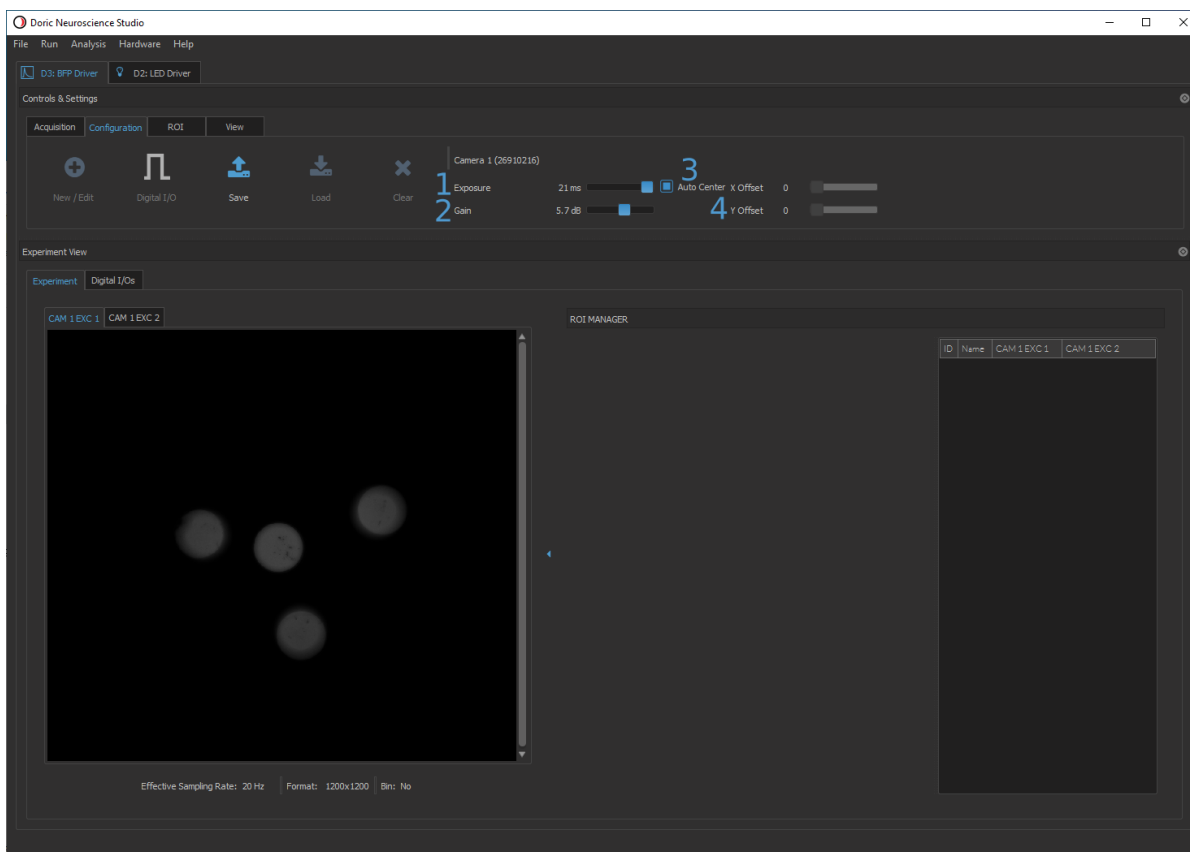 Doric Neuroscience Studio
File Run Analysis Hardware Help
D3: BFP Driver D2: LED Driver
Controls & Settings
Acquisition Configuration ROI View
Camera 1 (26910216)
1 Exposure 21 ms 3 Auto Center X Offset 0
New / Edit Digital I/O Save Load Clear
2 Gain 5.7 dB 4 Y Offset 0
Experiment View
Experiment Digital I/Os
CAM 1 EXC 1 CAM 1 EXC 2
ROI MANAGER
ID Name CAM 1 EXC 1 CAM 1 EXC 2
Effective Sampling Rate: 20 Hz Format: 1200x1200 Bin: No